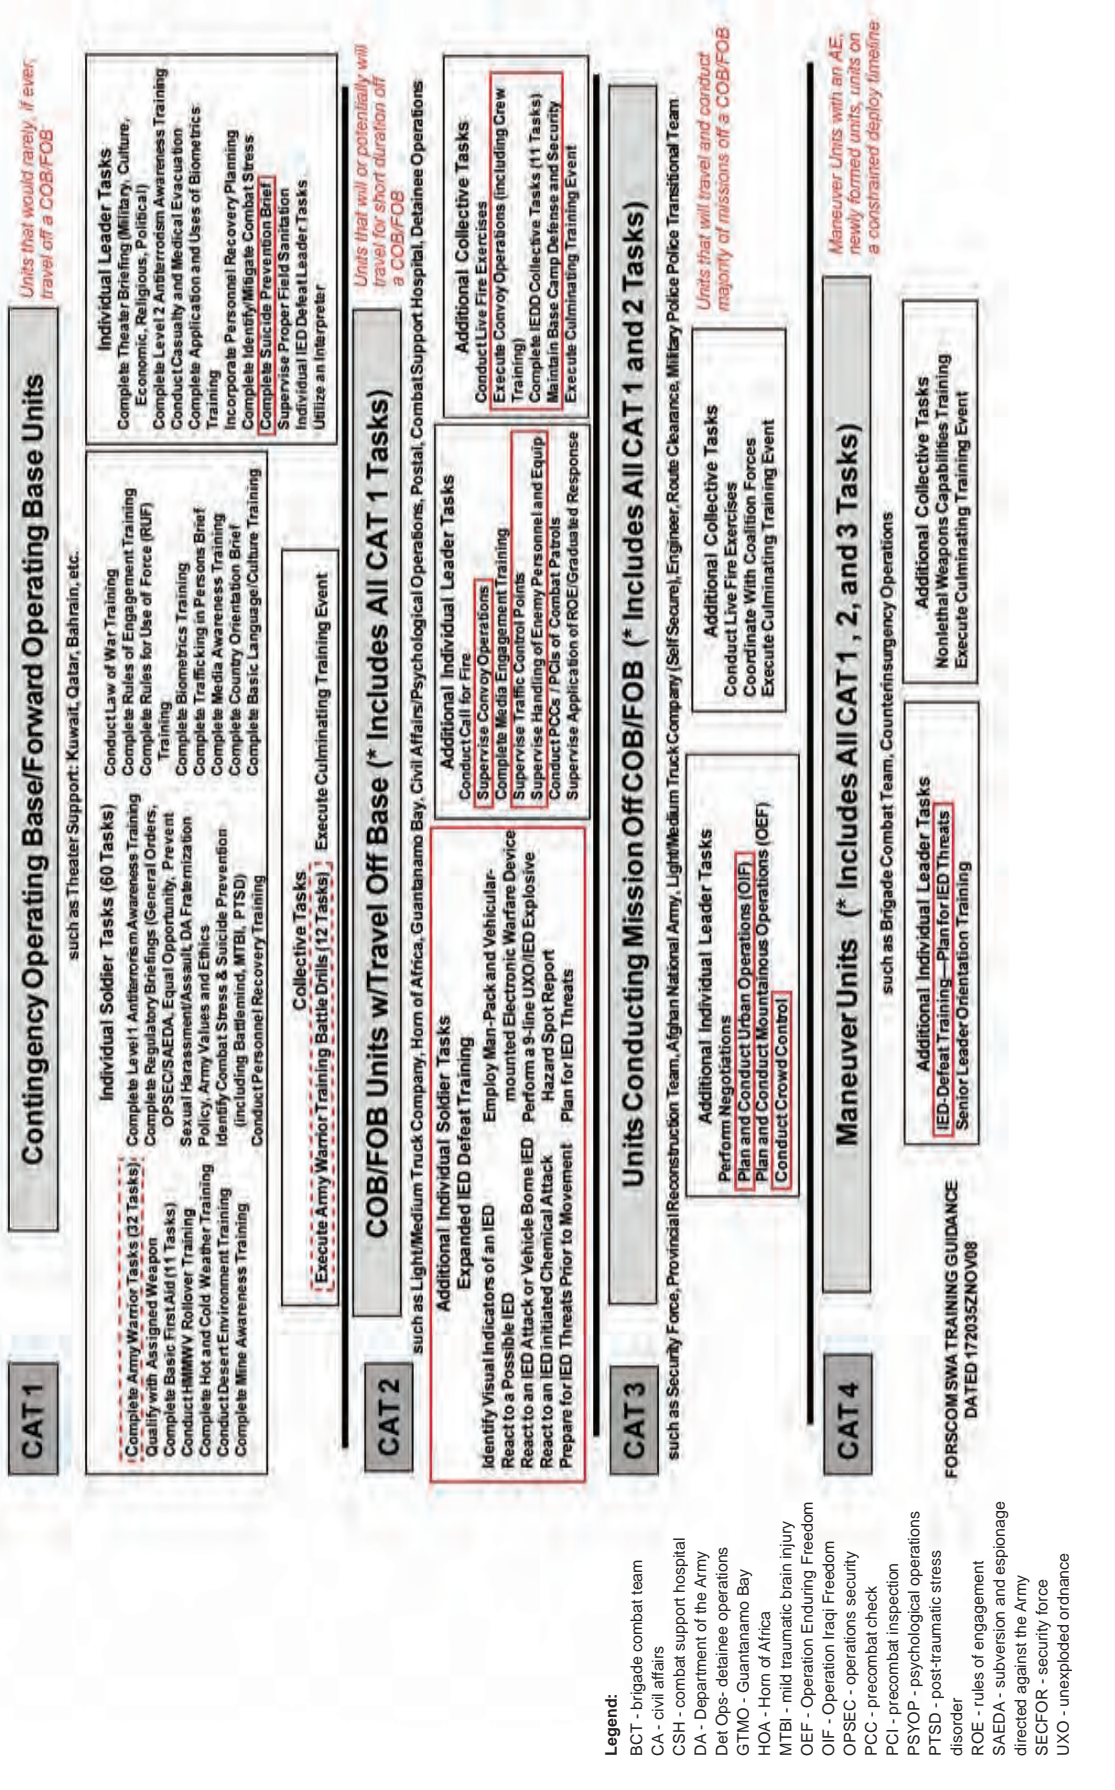 CAT 1
Contingency Operating Base/Forward Operating Base Units
Units that would rarely, if ever,
travel off a COB/FOB
such as Theater Support: Kuwait, Qatar, Bahrain, etc.
Individual Soldier Tasks (60 Tasks)
Complete Army Warrior Tasks (32 Tasks)
Qualify with Assigned Weapon
Complete Basic First Aid (11 Tasks)
Conduct HMMWV Rollover Training
Complete Hot and Cold Weather Training
Conduct Desert Environment Training
Complete Mine Awareness Training
Complete Level 1 Antiterrorism Awareness Training
Complete Regulatory Briefings (General Orders,
OPSEC/SAEDA, Equal Opportunity, Prevent
Sexual Harassment/Assault, DA Fraternization
Policy, Army Values and Ethics
Identify Combat Stress & Suicide Prevention
(including Battlemind, MTBI, PTSD)
Conduct Personnel Recovery Training
Conduct Law of War Training
Complete Rules of Engagement Training
Complete Rules for Use of Force (RUF)
Training
Complete Biometrics Training
Complete Trafficking in Persons Brief
Complete Media Awareness Training
Complete Country Orientation Brief
Complete Basic Language/Culture Training
Individual Leader Tasks
Complete Theater Briefing (Military, Culture,
Economic, Religious, Political)
Complete Level 2 Antiterrorism Awareness Training
Conduct Casualty and Medical Evacuation
Complete Application and Uses of Biometrics
Training
Incorporate Personnel Recovery Planning
Complete Identify/Mitigate Combat Stress
Complete Suicide Prevention Brief
Supervise Proper Field Sanitation
Individual IED Defeat Leader Tasks
Utilize an Interpreter
Collective Tasks
Execute Army Warrior Training Battle Drills (12 Tasks) Execute Culminating Training Event
CAT 2
COB/FOB Units w/Travel Off Base (* Includes All CAT 1 Tasks)
Units that will or potentially will
travel for short duration off
a COB/FOB
such as Light/Medium Truck Company, Horn of Africa, Guantanamo Bay, Civil Affairs/Psychological Operations, Postal, Combat Support Hospital, Detainee Operations
Additional Individual Soldier Tasks
Expanded IED Defeat Training
Identify Visual Indicators of an IED
React to a Possible IED
React to an IED Attack or Vehicle Borne IED
React to an IED initiated Chemical Attack
Prepare for IED Threats Prior to Movement
Employ Man-Pack and Vehicular-
mounted Electronic Warfare Device
Perform a 9-line UXO/IED Explosive
Hazard Spot Report
Plan for IED Threats
Additional Individual Leader Tasks
Conduct Call for Fire
Supervise Convoy Operations
Complete Media Engagement Training
Supervise Traffic Control Points
Supervise Handling of Enemy Personnel and Equip
Conduct PCCs / PCIs of Combat Patrols
Supervise Application of ROE/Graduated Response
Additional Collective Tasks
Conduct Live Fire Exercises
Execute Convoy Operations (including Crew
Training)
Complete IEDD Collective Tasks (11 Tasks)
Maintain Base Camp Defense and Security
Execute Culminating Training Event
CAT 3
Units Conducting Mission Off COB/FOB (* Includes All CAT 1 and 2 Tasks)
Units that will travel and conduct
majority of missions off a COB/FOB
such as Security Force, Provincial Reconstruction Team, Afghan National Army, Light/Medium Truck Company (Self Secure), Engineer, Route Clearance, Military Police Transitional Team
Additional Individual Leader Tasks
Perform Negotiations
Plan and Conduct Urban Operations (OIF)
Plan and Conduct Mountainous Operations (OEF)
Conduct Crowd Control
Additional Collective Tasks
Conduct Live Fire Exercises
Coordinate With Coalition Forces
Execute Culminating Training Event
CAT 4
Maneuver Units (* Includes All CAT 1, 2, and 3 Tasks)
Maneuver Units with an AE,
newly formed units, units on
a constrained deploy timeline
such as Brigade Combat Team, Counterinsurgency Operations
Additional Individual Leader Tasks
IED-Defeat Training—Plan for IED Threats
Senior Leader Orientation Training
Additional Collective Tasks
Nonlethal Weapons Capabilities Training
Execute Culminating Training Event
FORSCOM SWA TRAINING GUIDANCE
DATED 172035ZNOV08
Legend:
BCT - brigade combat team
CA - civil affairs
CSH - combat support hospital
DA - Department of the Army
Det Ops- detainee operations
GTMO - Guantanamo Bay
HOA - Horn of Africa
MTBI - mild traumatic brain injury
OEF - Operation Enduring Freedom
OIF - Operation Iraqi Freedom
OPSEC - operations security
PCC - precombat check
PCI - precombat inspection
PSYOP - psychological operations
PTSD - post-traumatic stress
disorder
ROE - rules of engagement
SAEDA - subversion and espionage
directed against the Army
SECFOR - security force
UXO - unexploded ordnance